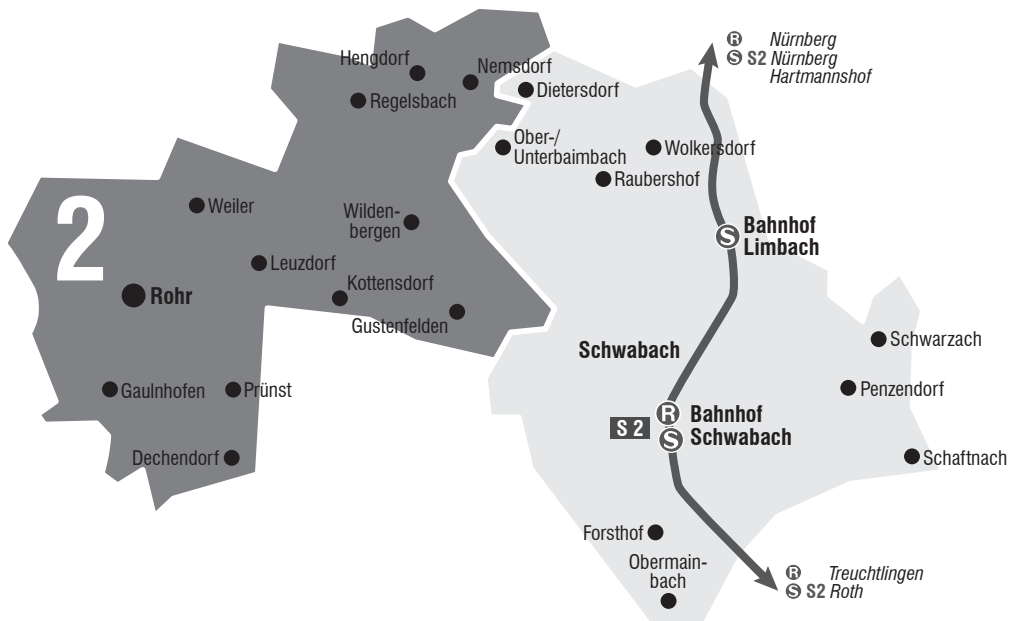 R Nürnberg
S S2 Nürnberg
Hartmannshof
Hengdorf
Nemsdorf
Regelsbach
Dietersdorf
Ober-/
Unterbaimbach
Wolkersdorf
Raubershof
2
Weiler
Wilden-
bergen
S Bahnhof
Limbach
Leuzdorf
Rohr
Kottensdorf
Gustenfelden
Schwabach
Schwarzach
Gaulnhofen
Prünst
Penzendorf
R Bahnhof
S 2 S Schwabach
Dechendorf
Schaftnach
Forsthof
Obermain-
bach
R Treuchtlingen
S S2 Roth